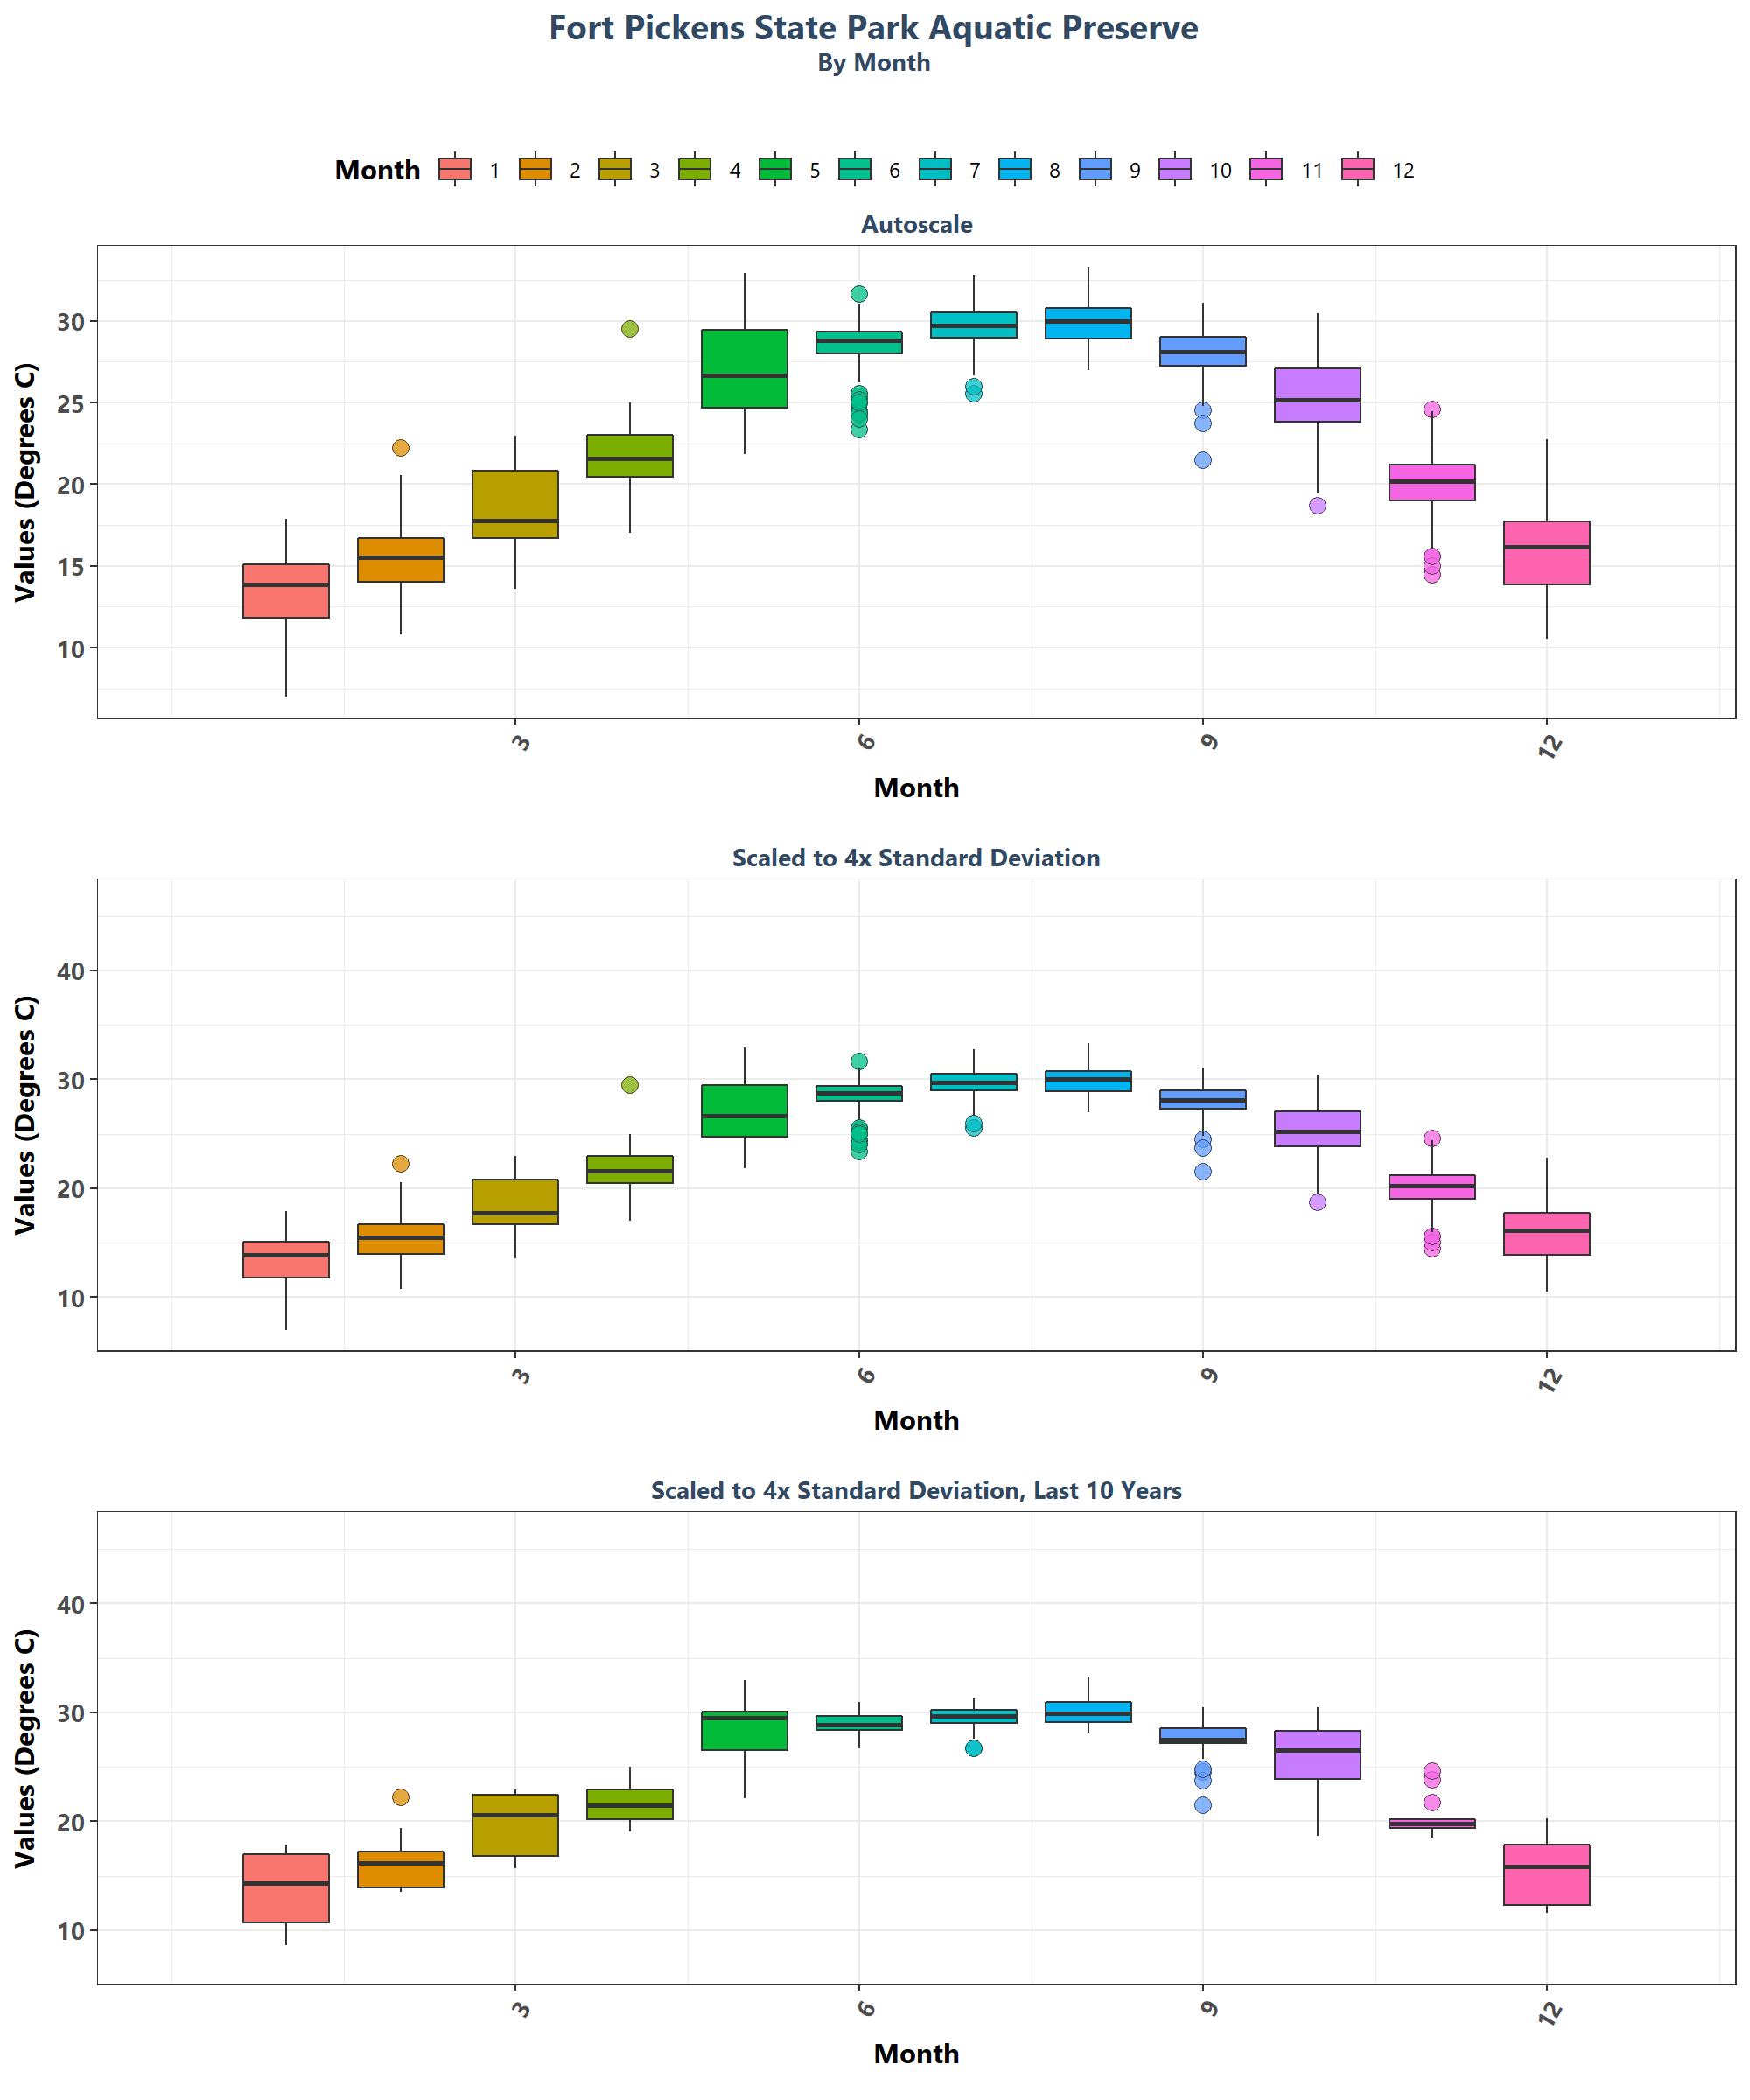 Fort Pickens State Park Aquatic Preserve
By Month
Month 1 2 3 4 5 6 7 8 9 10 11 12
Autoscale
Values (Degrees C)
30
25
20
15
10
3 6 9 12
Month
Scaled to 4x Standard Deviation
Values (Degrees C)
40
30
20
10
3 6 9 12
Month
Scaled to 4x Standard Deviation, Last 10 Years
Values (Degrees C)
40
30
20
10
3 6 9 12
Month